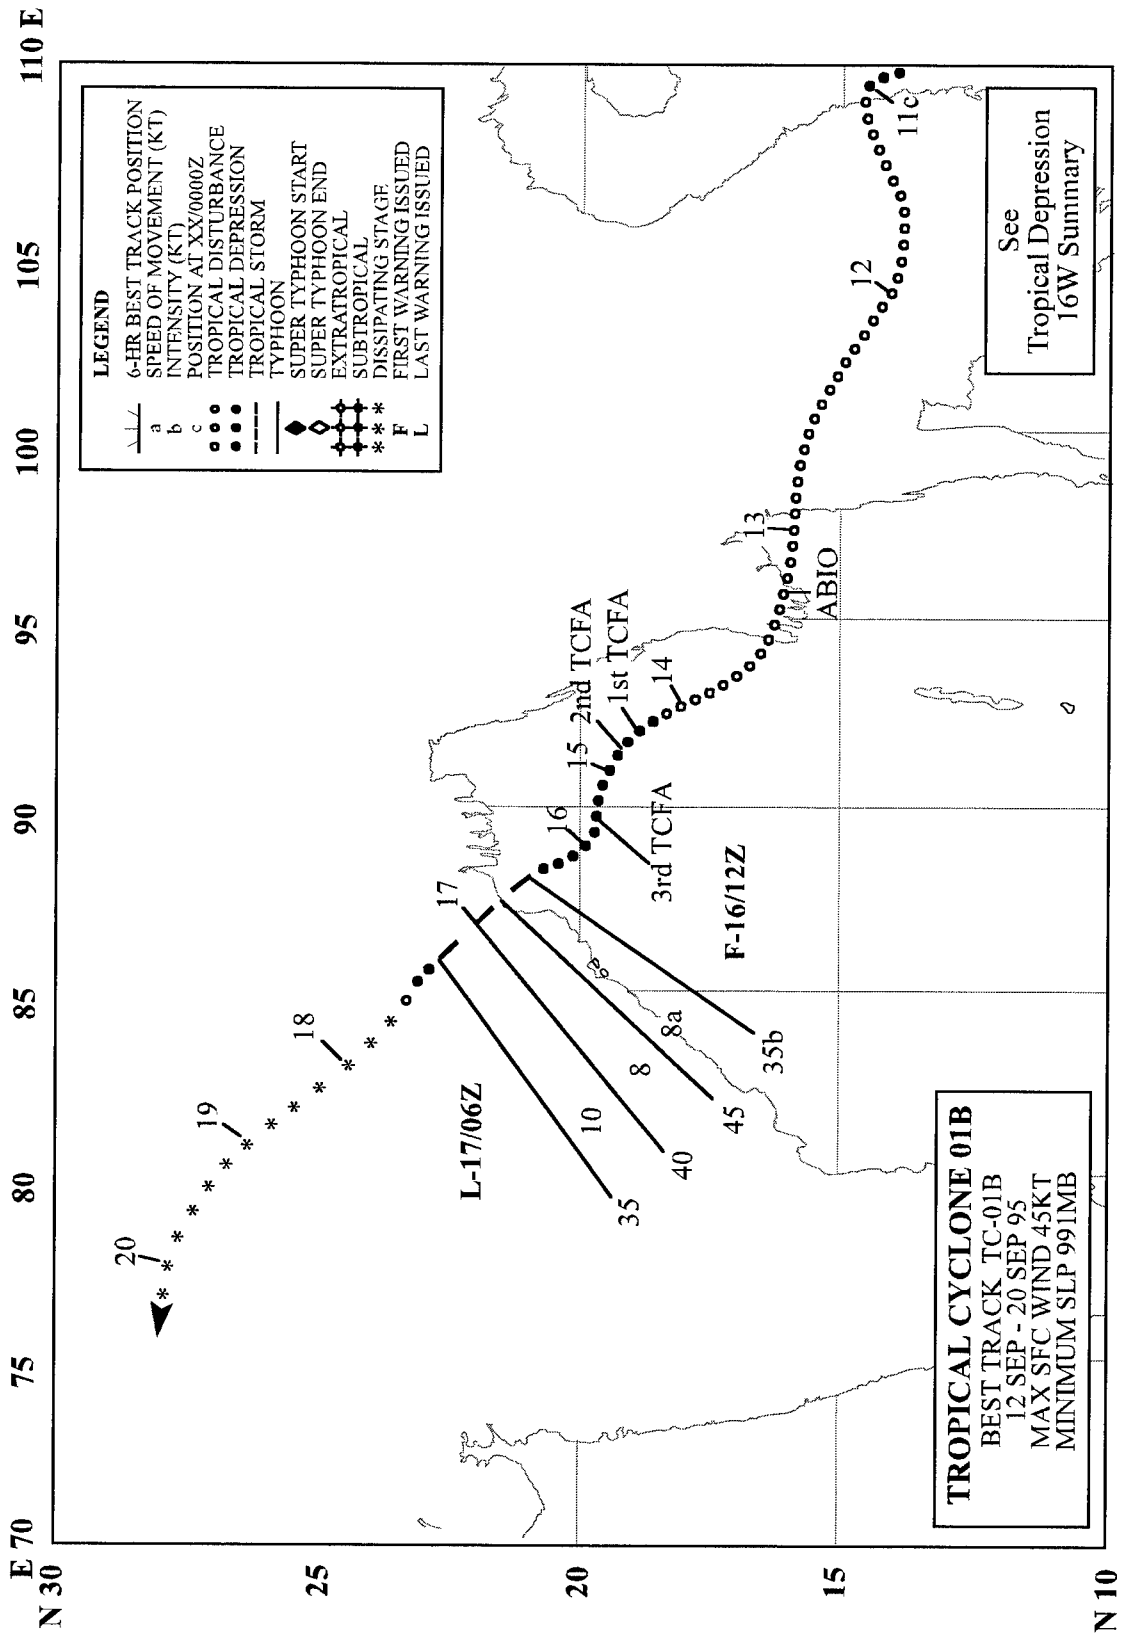 E 70
75
80
85
90
95
100
105
110 E
N 30
25
20
15
N 10
LEGEND
6-HR BEST TRACK POSITION
a SPEED OF MOVEMENT (KT)
b INTENSITY (KT)
c POSITION AT XX/0000Z
TROPICAL DISTURBANCE
TROPICAL DEPRESSION
TROPICAL STORM
TYPHOON
SUPER TYPHOON START
SUPER TYPHOON END
EXTRATROPICAL
SUBTROPICAL
*** DISSIPATING STAGE
F FIRST WARNING ISSUED
L LAST WARNING ISSUED
20
19
18
17
16
15
2nd TCFA
1st TCFA
14
13
12
11c
3rd TCFA
ABIO
L-17/06Z
F-16/12Z
35
10
40
8
45
8a
35b
TROPICAL CYCLONE 01B
BEST TRACK TC-01B
12 SEP - 20 SEP 95
MAX SFC WIND 45KT
MINIMUM SLP 991MB
See
Tropical Depression
16W Summary